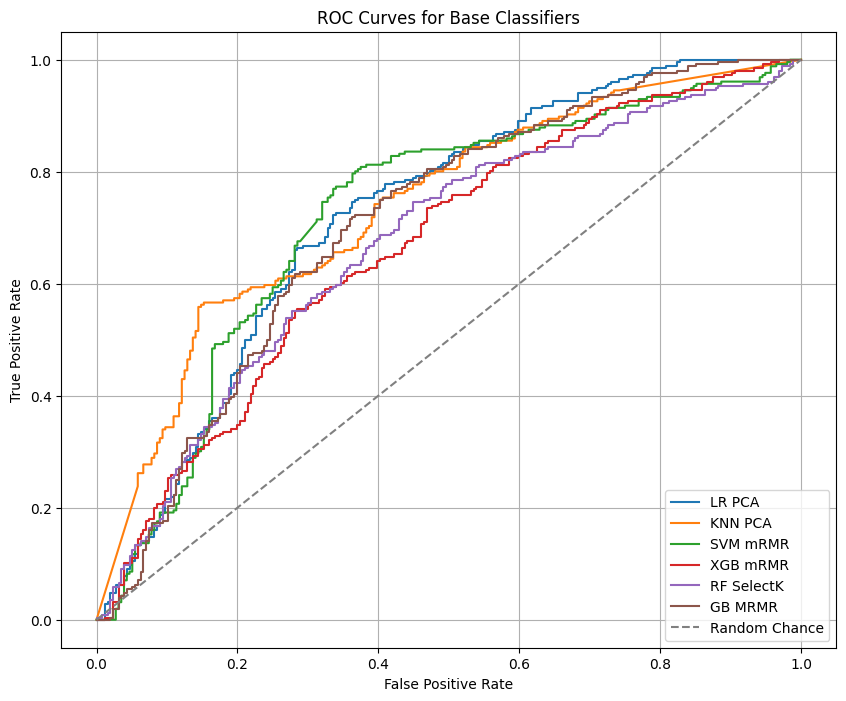 ROC Curves for Base Classifiers
True Positive Rate
1.0
0.8
0.6
0.4
0.2
0.0
0.0
0.2
0.4
0.6
0.8
1.0
False Positive Rate
LR PCA
KNN PCA
SVM mRMR
XGB mRMR
RF SelectK
GB MRMR
Random Chance